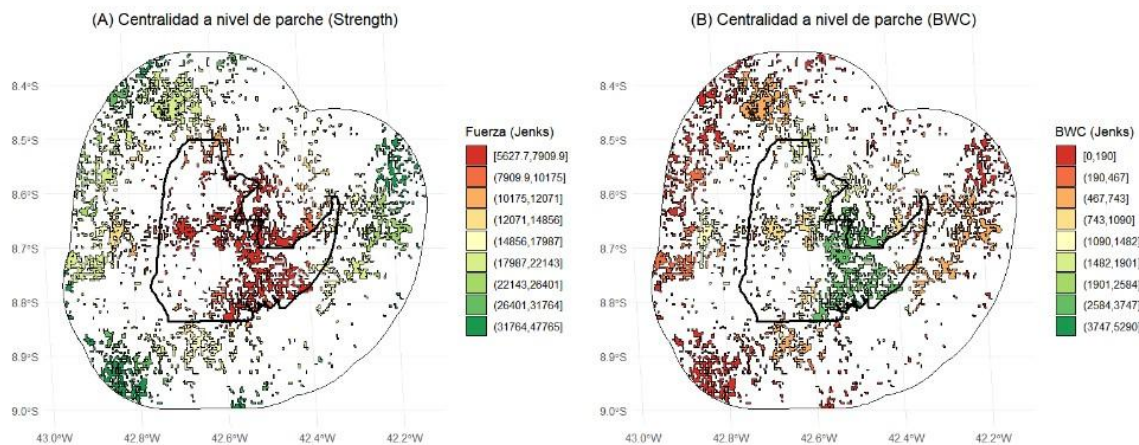 (A) Centralidad a nivel de parche (Strength)
8.4°S
8.5°S
8.6°S
8.7°S
8.8°S
8.9°S
9.0°S
43.0°W 42.8°W 42.6°W 42.4°W 42.2°W
Fuerza (Jenks)
[5627.7,7909.9]
(7909.9,10175]
(10175,12071]
(12071,14856]
(14856,17987]
(17987,22143]
(22143,26401]
(26401,31764]
(31764,47765]
(B) Centralidad a nivel de parche (BWC)
8.4°S
8.5°S
8.6°S
8.7°S
8.8°S
8.9°S
9.0°S
43.0°W 42.8°W 42.6°W 42.4°W 42.2°W
BWC (Jenks)
[0,190]
(190,467]
(467,743]
(743,1090]
(1090,1482]
(1482,1901]
(1901,2584]
(2584,3747]
(3747,5290]